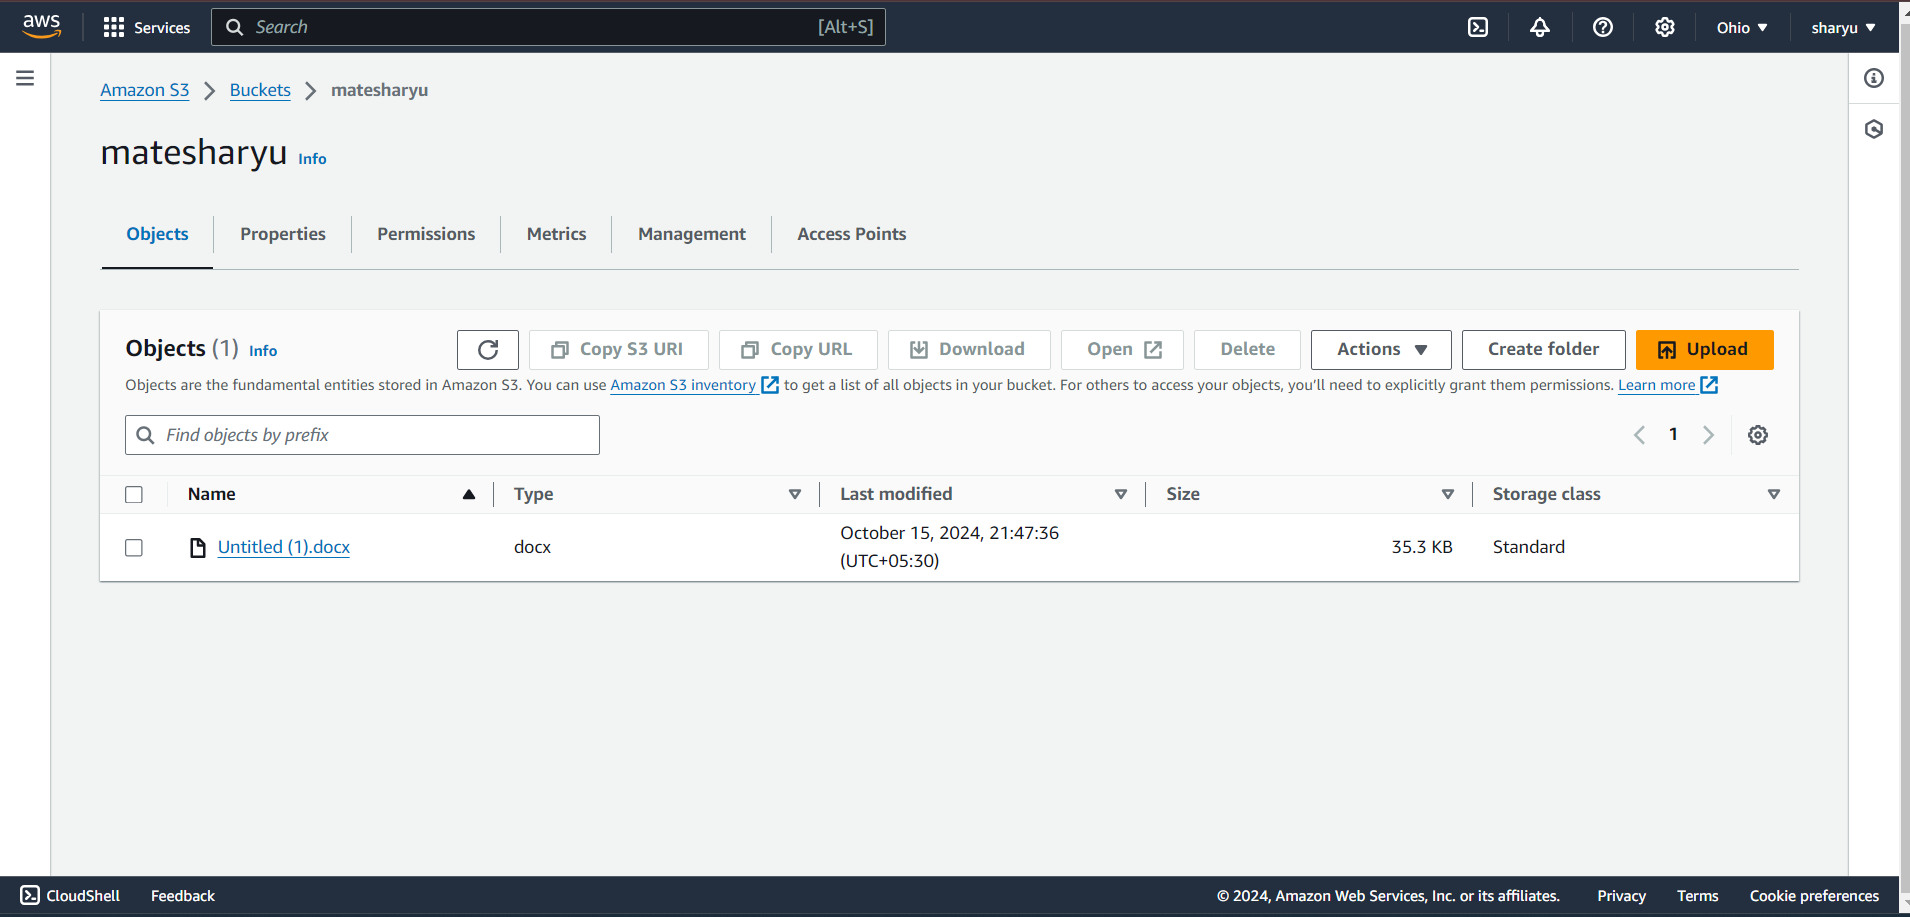 aws Services Search [Alt+S] Ohio sharyu
Amazon S3 Buckets matesharyu
matesharyu Info
Objects Properties Permissions Metrics Management Access Points
Objects (1) Info Copy S3 URI Copy URL Download Open Delete Actions Create folder Upload
Objects are the fundamental entities stored in Amazon S3. You can use Amazon S3 inventory to get a list of all objects in your bucket. For others to access your objects, you’ll need to explicitly grant them permissions. Learn more
Find objects by prefix 1
Name Type Last modified Size Storage class
Untitled (1).docx docx October 15, 2024, 21:47:36 35.3 KB Standard
(UTC+05:30)
CloudShell Feedback © 2024, Amazon Web Services, Inc. or its affiliates. Privacy Terms Cookie preferences